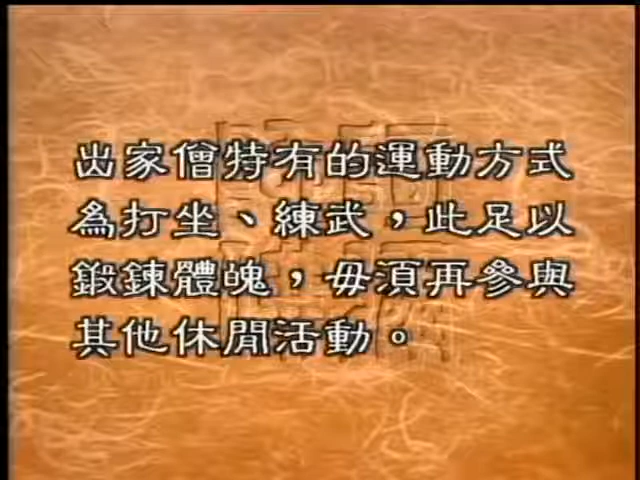 出家僧特有的運動方式
為打坐、練武，此足以
鍛鍊體魄，毋須再參與
其他休閒活動。